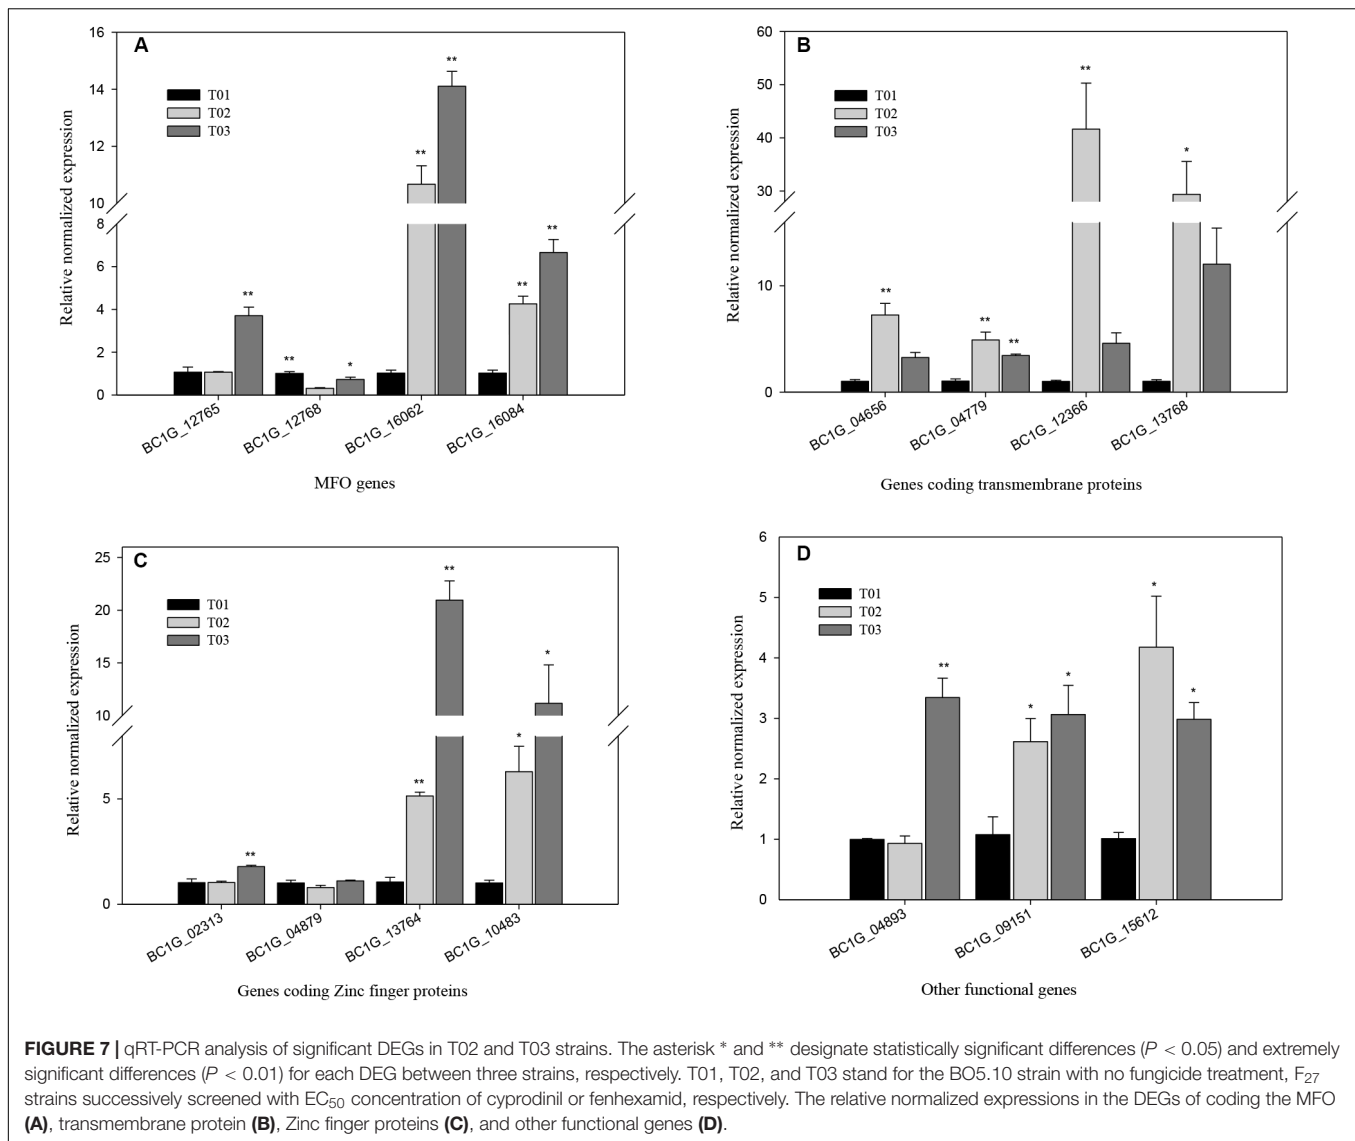 A
16
14
12
10
8
6
4
2
0
Relative normalized expression
T01
T02
T03
**
**
*
**
**
**
**
BC1G_12765
BC1G_12768
BC1G_16062
BC1G_16084
MFO genes
B
60
50
40
30
10
0
Relative normalized expression
T01
T02
T03
**
**
**
**
*
BC1G_04656
BC1G_04779
BC1G_12366
BC1G_13768
Genes coding transmembrane proteins
C
25
20
15
10
5
0
Relative normalized expression
T01
T02
T03
**
**
**
*
*
BC1G_02313
BC1G_04879
BC1G_13764
BC1G_10483
Genes coding Zinc finger proteins
D
6
5
4
3
2
1
0
Relative normalized expression
T01
T02
T03
**
*
*
*
*
BC1G_04893
BC1G_09151
BC1G_15612
Other functional genes
FIGURE 7 | qRT-PCR analysis of significant DEGs in T02 and T03 strains. The asterisk * and ** designate statistically significant differences (P < 0.05) and extremely
significant differences (P < 0.01) for each DEG between three strains, respectively. T01, T02, and T03 stand for the BO5.10 strain with no fungicide treatment, F27
strains successively screened with EC50 concentration of cyprodinil or fenhexamid, respectively. The relative normalized expressions in the DEGs of coding the MFO
(A), transmembrane protein (B), Zinc finger proteins (C), and other functional genes (D).